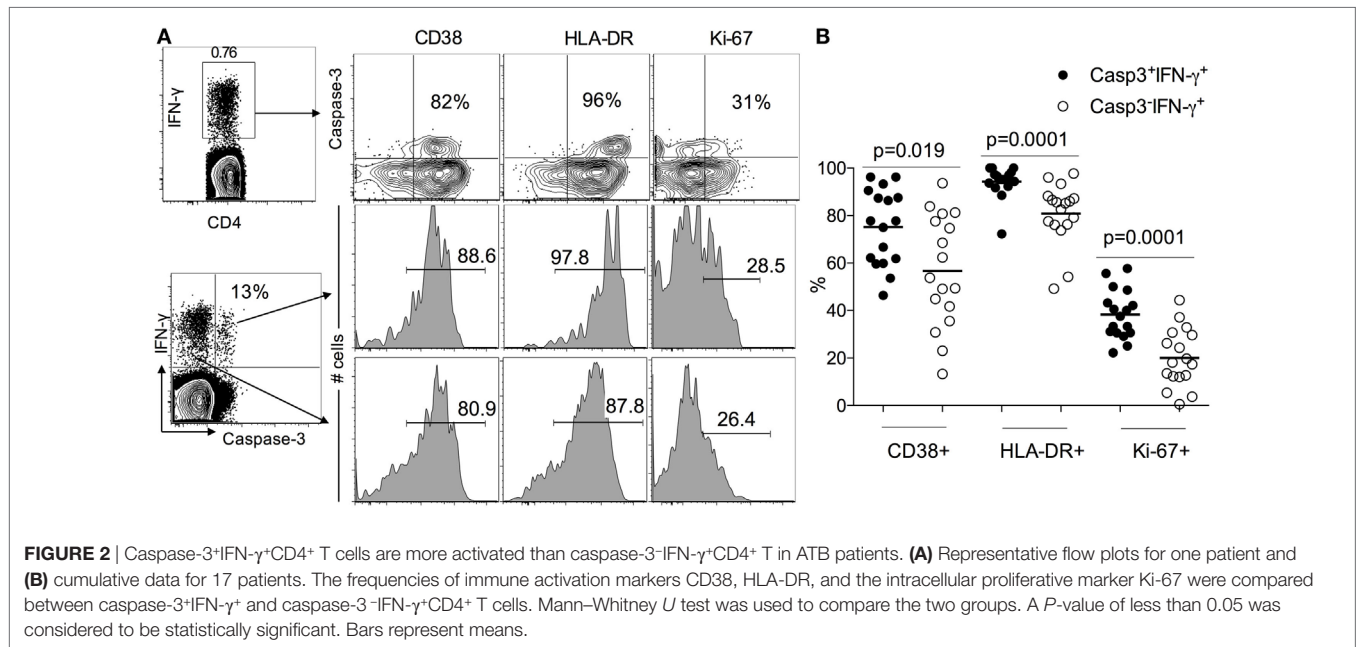 A
0.76
IFN-γ
CD4
CD38 HLA-DR Ki-67
Caspase-3
82% 96% 31%
13%
IFN-γ
Caspase-3
# cells
88.6 97.8 28.5
80.9 87.8 26.4
B
Casp3⁺IFN-γ⁺
Casp3⁻IFN-γ⁺
p=0.019 p=0.0001 p=0.0001
100
80
60
40
20
0
%
CD38+ HLA-DR+ Ki-67+
FIGURE 2 | Caspase-3⁺IFN-γ⁺CD4⁺ T cells are more activated than caspase-3⁻IFN-γ⁺CD4⁺ T in ATB patients. (A) Representative flow plots for one patient and
(B) cumulative data for 17 patients. The frequencies of immune activation markers CD38, HLA-DR, and the intracellular proliferative marker Ki-67 were compared
between caspase-3⁺IFN-γ⁺ and caspase-3 ⁻IFN-γ⁺CD4⁺ T cells. Mann–Whitney U test was used to compare the two groups. A P-value of less than 0.05 was
considered to be statistically significant. Bars represent means.